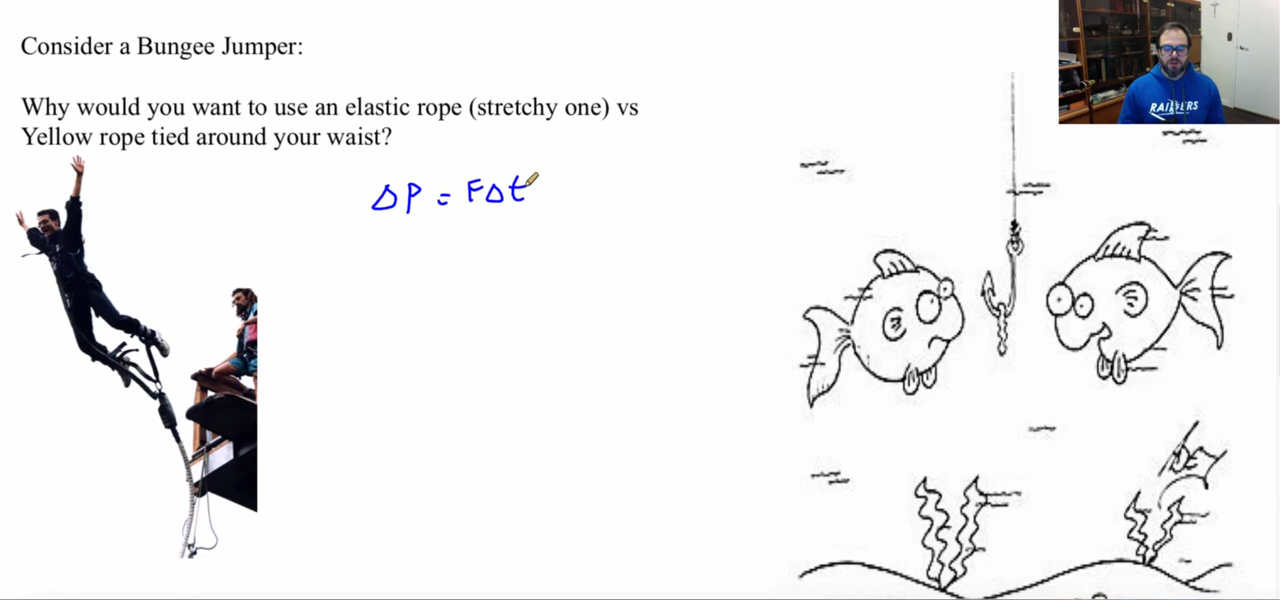 Consider a Bungee Jumper:
Why would you want to use an elastic rope (stretchy one) vs
Yellow rope tied around your waist?
ΔP = FΔt
RAIDERS